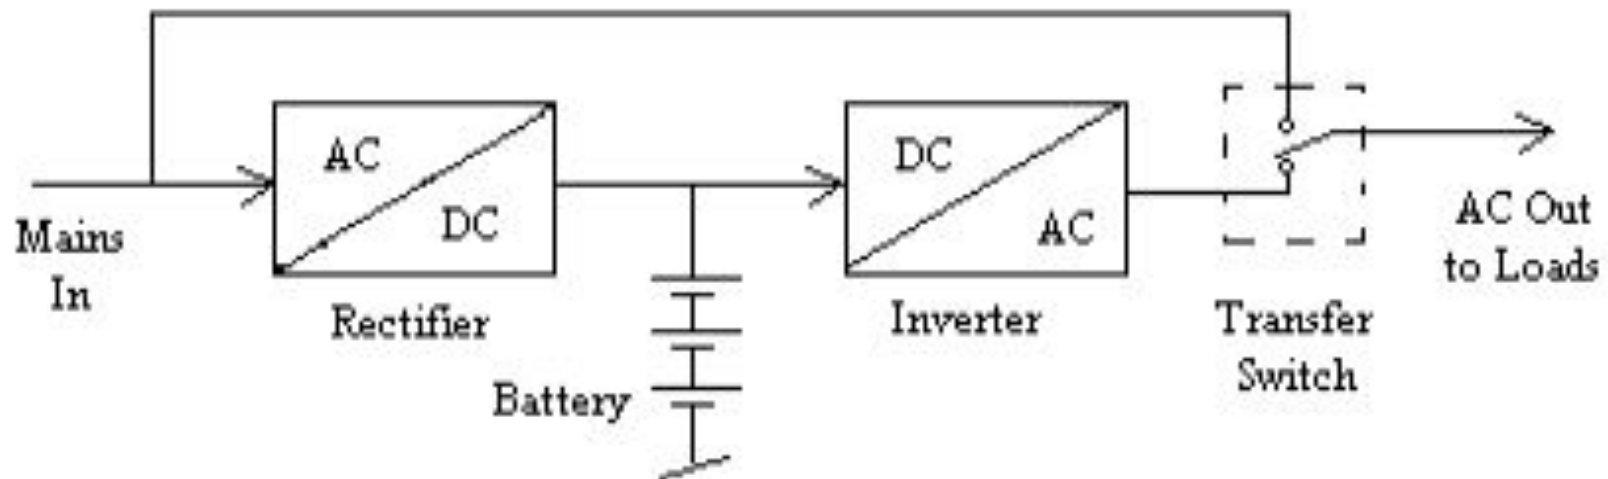 Mains
In
AC
DC
Rectifier
Battery
DC
AC
Inverter
Transfer
Switch
AC Out
to Loads